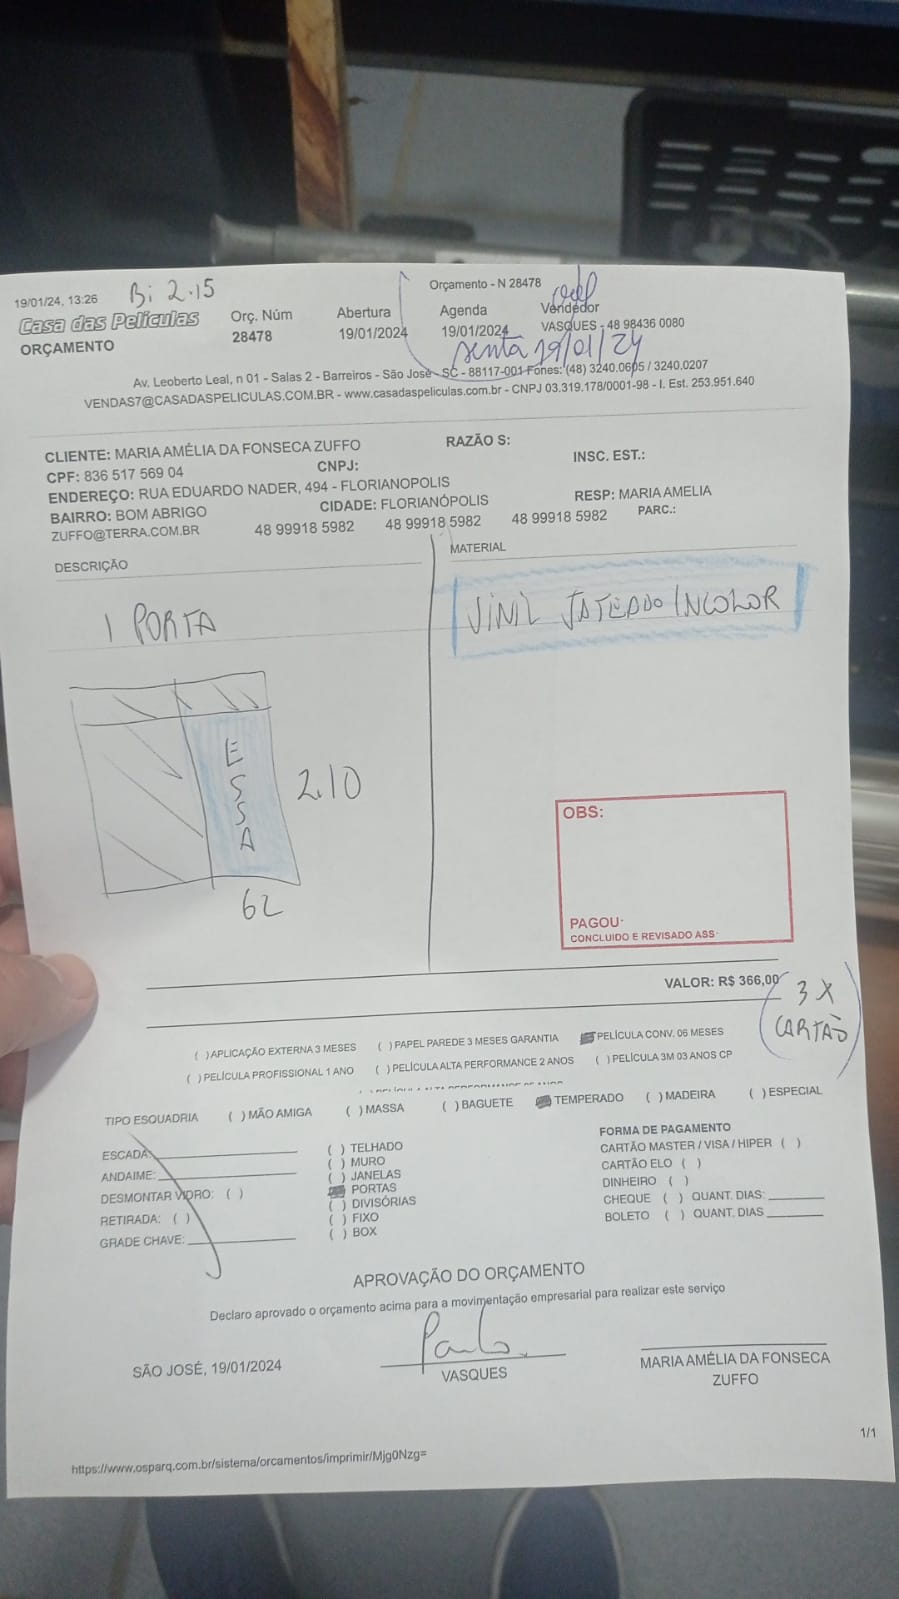 19/01/24, 13:26
Bi 2.15
Orçamento - N 28478
Casa das Películas
ORÇAMENTO
Orç. Núm
28478
Abertura
19/01/2024
Agenda
19/01/2024
Vendedor
VASQUES - 48 98436 0080
19/01/24
Av. Leoberto Leal, n 01 - Salas 2 - Barreiros - São José - SC - 88117-001 Fones: (48) 3240.0605 / 3240.0207
VENDAS7@CASADASPELICULAS.COM.BR - www.casadaspeliculas.com.br - CNPJ 03.319.178/0001-98 - I. Est. 253.951.640
CLIENTE: MARIA AMÉLIA DA FONSECA ZUFFO RAZÃO S:
CPF: 836 517 569 04 CNPJ: INSC. EST.:
ENDEREÇO: RUA EDUARDO NADER, 494 - FLORIANOPOLIS
BAIRRO: BOM ABRIGO CIDADE: FLORIANÓPOLIS RESP: MARIA AMELIA
ZUFFO@TERRA.COM.BR 48 99918 5982 48 99918 5982 48 99918 5982 PARC.:
DESCRIÇÃO MATERIAL
1 PORTA
VINIL JATEADO INCOLOR
ESSA
2.10
62
OBS:
PAGOU:
CONCLUIDO E REVISADO ASS:
VALOR: R$ 366,00
3 X
CARTÃO
( )APLICAÇÃO EXTERNA 3 MESES ( ) PAPEL PAREDE 3 MESES GARANTIA PELÍCULA CONV. 06 MESES
( )PELÍCULA PROFISSIONAL 1 ANO ( )PELÍCULA ALTA PERFORMANCE 2 ANOS ( )PELÍCULA 3M 03 ANOS CP
TIPO ESQUADRIA ( )MÃO AMIGA ( )MASSA ( )BAGUETE TEMPERADO ( )MADEIRA ( )ESPECIAL
ESCADA:
ANDAIME:
DESMONTAR VIDRO: ( )
RETIRADA: ( )
GRADE CHAVE:
( ) TELHADO
( ) MURO
( ) JANELAS
PORTAS
( ) DIVISÓRIAS
( ) FIXO
( ) BOX
FORMA DE PAGAMENTO
CARTÃO MASTER / VISA / HIPER ( )
CARTÃO ELO ( )
DINHEIRO ( )
CHEQUE ( ) QUANT. DIAS:
BOLETO ( ) QUANT. DIAS
APROVAÇÃO DO ORÇAMENTO
Declaro aprovado o orçamento acima para a movimentação empresarial para realizar este serviço
Paulo
SÃO JOSÉ, 19/01/2024
VASQUES
MARIA AMÉLIA DA FONSECA
ZUFFO
1/1
https://www.osparq.com.br/sistema/orcamentos/imprimir/Mjg0Nzg=